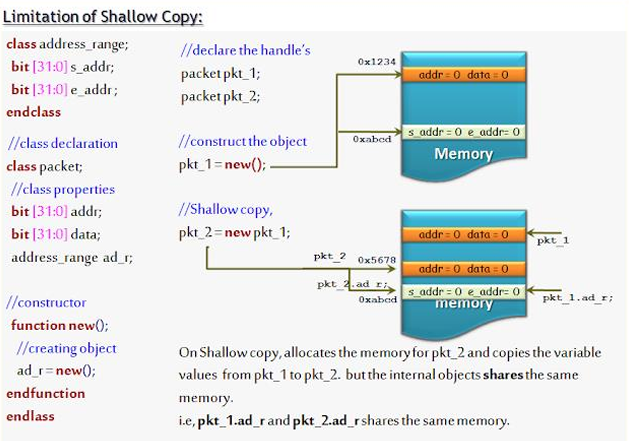 Limitation of Shallow Copy:
class address_range;
bit [31:0] s_addr;
bit [31:0] e_addr;
endclass
//class declaration
class packet;
//class properties
bit [31:0] addr;
bit [31:0] data;
address_range ad_r;
//constructor
function new();
//creating object
ad_r = new();
endfunction
endlass
//declare the handle's
packet pkt_1;
packet pkt_2;
//construct the object
pkt_1 = new();
//Shallow copy,
pkt_2 = new pkt_1;
0x1234
addr = 0 data = 0
0xabcd
s_addr = 0 e_addr= 0
Memory
addr = 0 data = 0
pkt_1
pkt_2 0x5678
addr = 0 data = 0
pkt_2.ad_r;
0xabcd
s_addr = 0 e_addr= 0
pkt_1.ad_r;
memory
On Shallow copy, allocates the memory for pkt_2 and copies the variable
values from pkt_1 to pkt_2. but the internal objects shares the same
memory.
i.e, pkt_1.ad_r and pkt_2.ad_r shares the same memory.